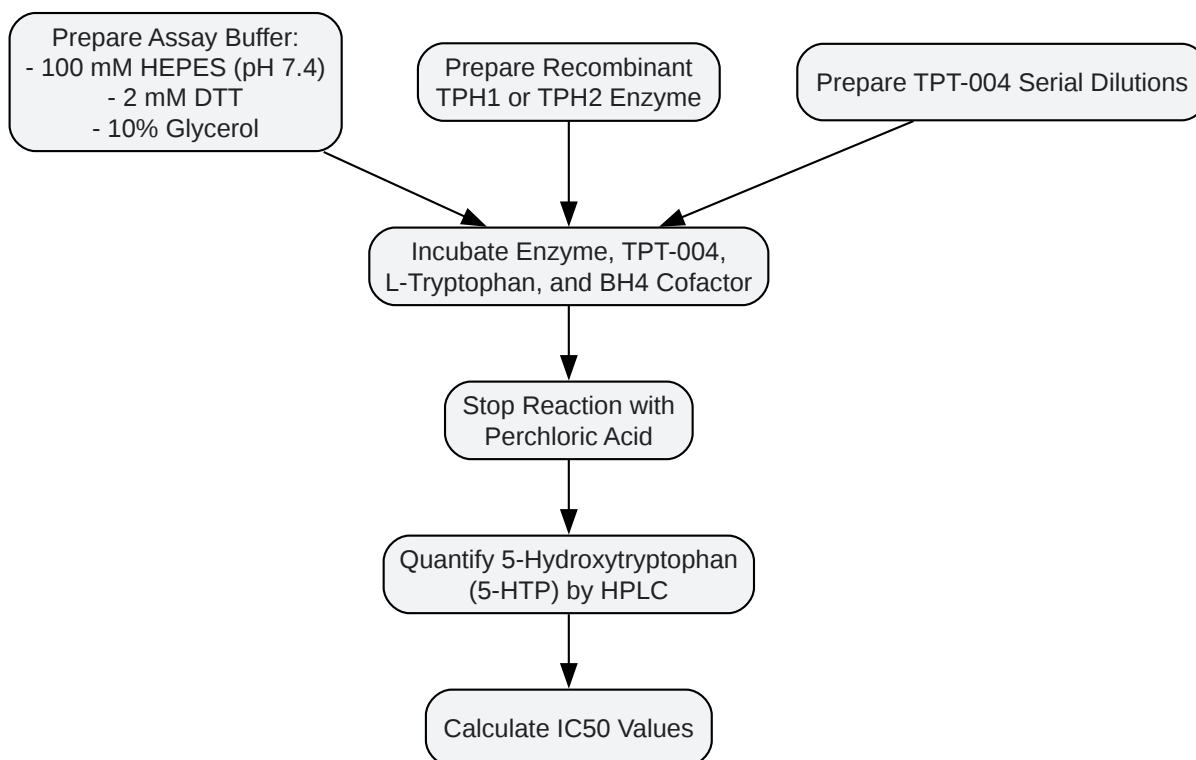 Prepare Assay Buffer:
- 100 mM HEPES (pH 7.4)
- 2 mM DTT
- 10% Glycerol
Prepare Recombinant
TPH1 or TPH2 Enzyme
Prepare TPT-004 Serial Dilutions
Incubate Enzyme, TPT-004,
L-Tryptophan, and BH4 Cofactor
Stop Reaction with
Perchloric Acid
Quantify 5-Hydroxytryptophan
(5-HTP) by HPLC
Calculate IC50 Values